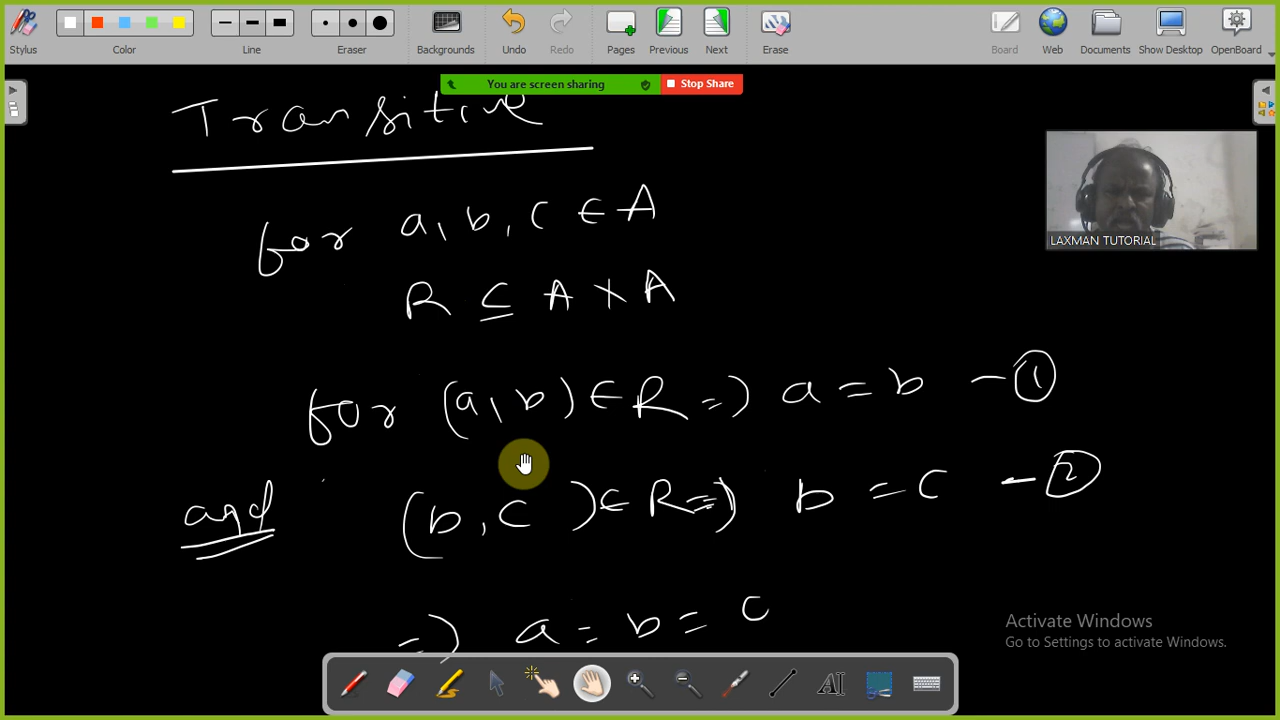 Stylus
Color
Line
Eraser
Backgrounds
Undo
Redo
Pages
Previous
Next
Erase
Board
Web
Documents
Show Desktop
OpenBoard
You are screen sharing
Stop Share
Transitive
LAXMAN TUTORIAL
for a, b, c ∈ A
R ⊆ A × A
for (a, b) ∈ R => a = b - ①
and (b, c) ∈ R => b = c - ②
=> a = b = c
Activate Windows
Go to Settings to activate Windows.
AI